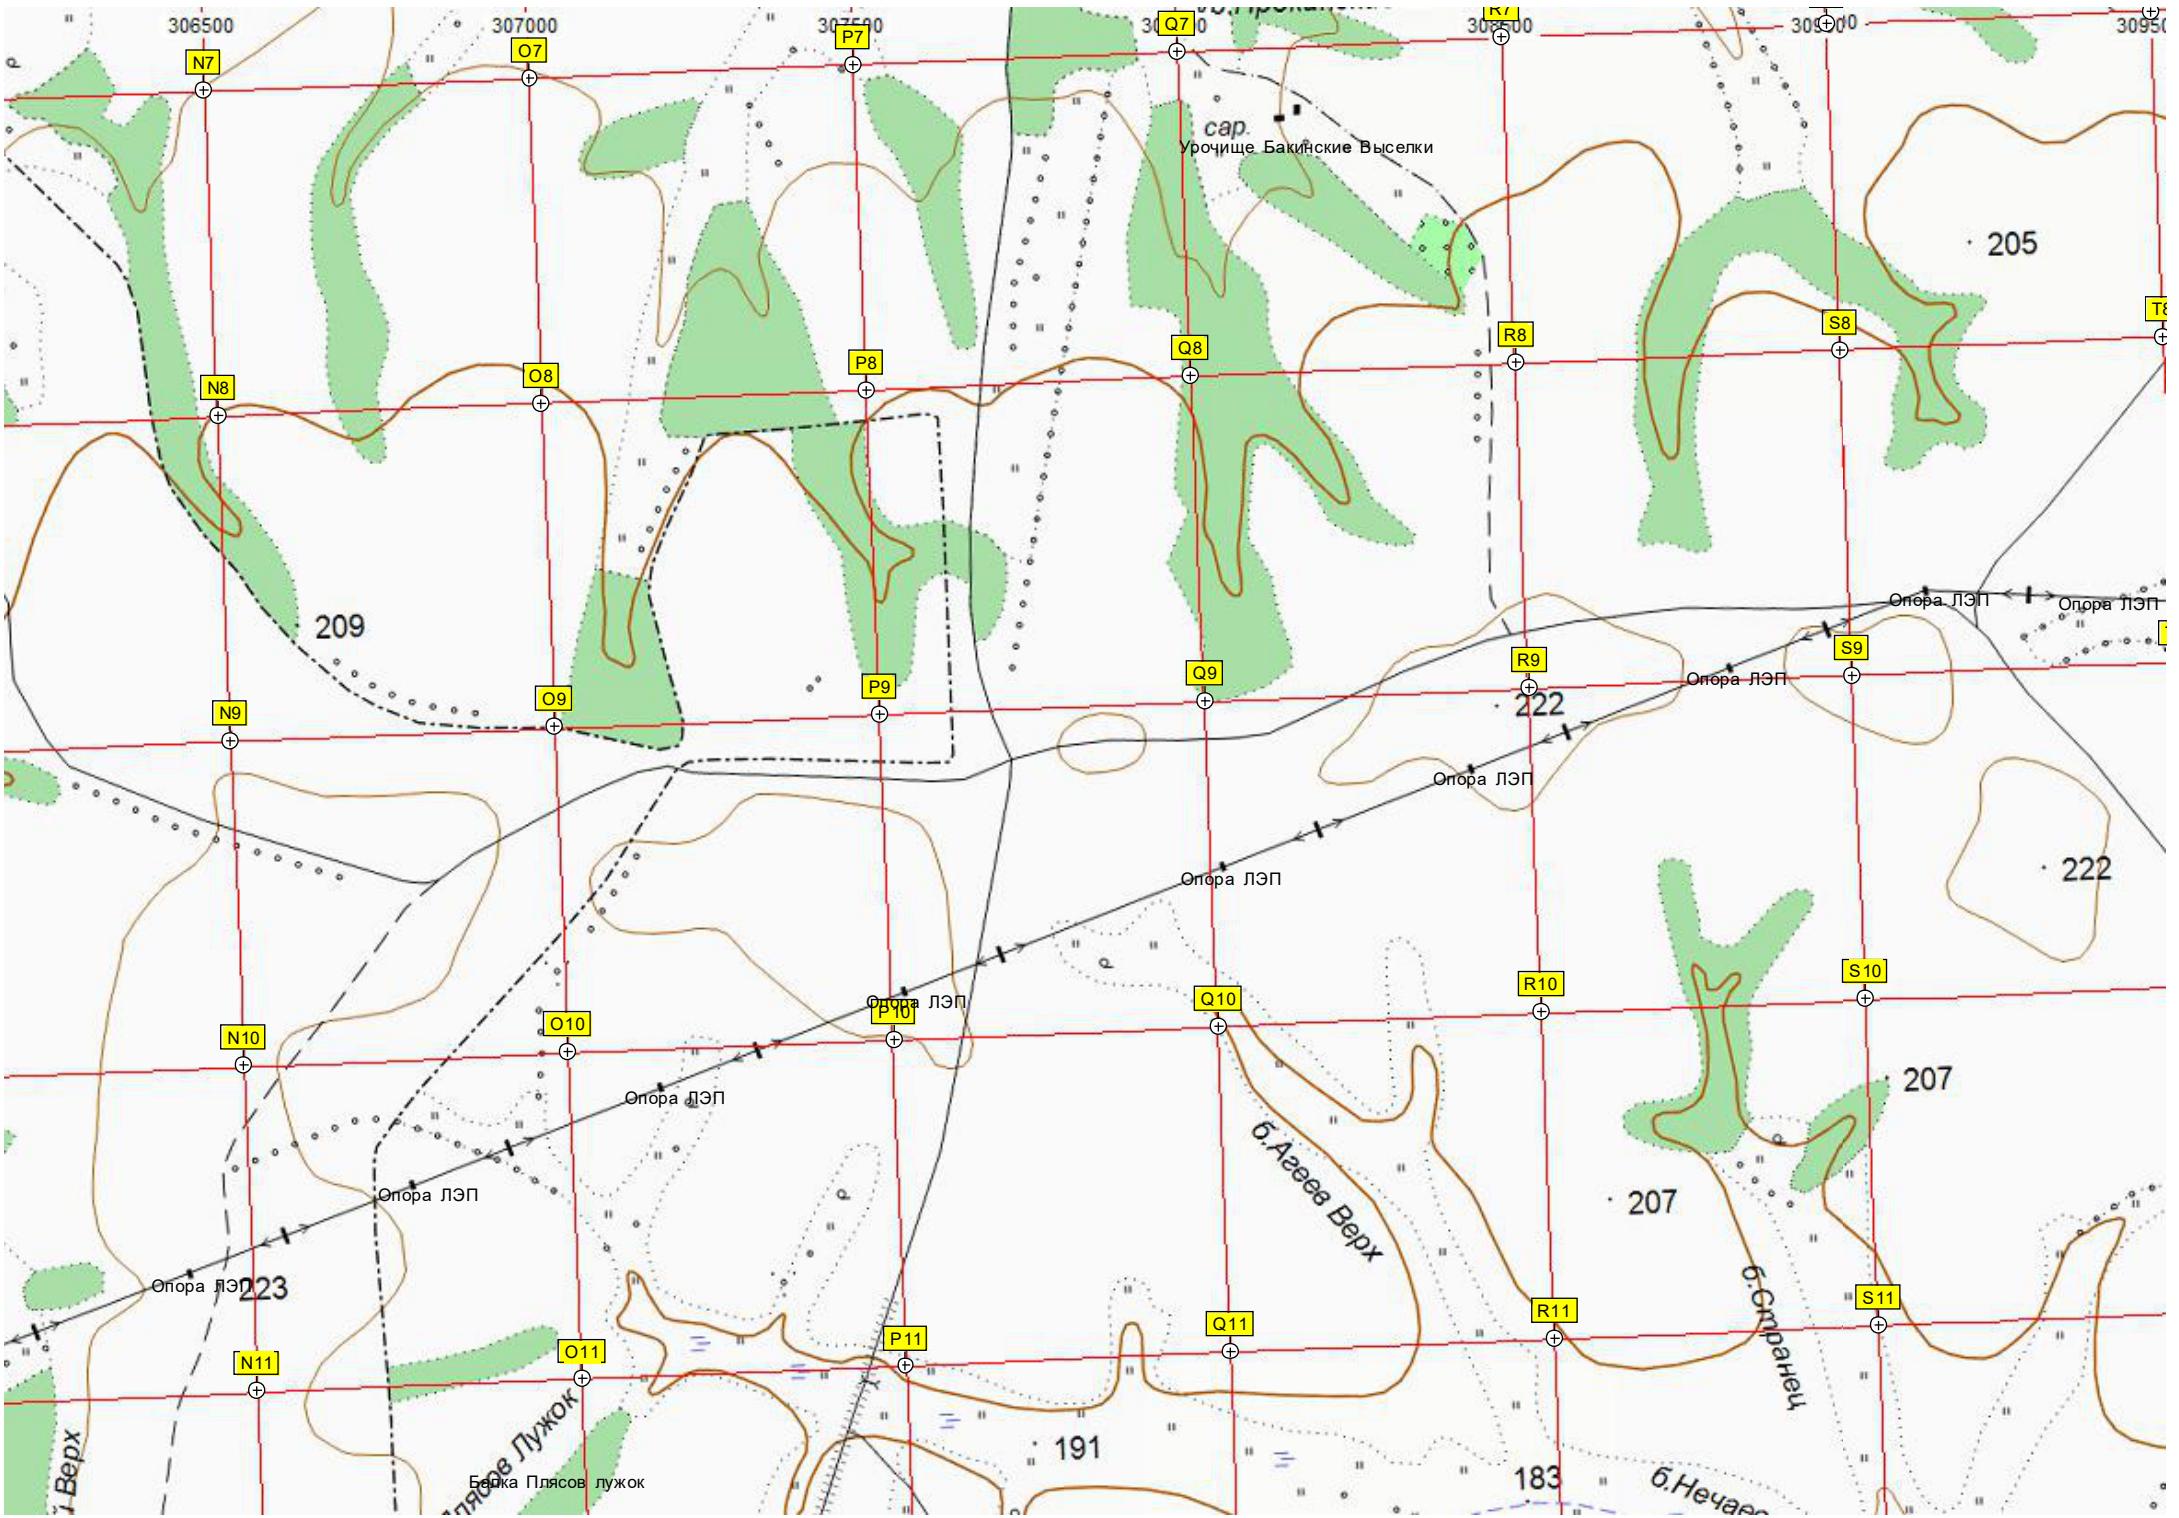 306500
307000
N7
O7
P7
Q7
R7
сар.
Урочище Бакинские Выселки
205
N8
O8
P8
Q8
R8
S8
209
Опора ЛЭП
Опора ЛЭП
N9
O9
P9
Q9
R9
S9
Опора ЛЭП
222
Опора ЛЭП
Опора ЛЭП
222
Опора ЛЭП
N10
O10
P10
Q10
R10
S10
Опора ЛЭП
207
б.Агеев Верх
Опора ЛЭП
207
Опора ЛЭП
223
б.Странец
N11
O11
P11
Q11
R11
S11
Лужок
Верх
Балка Плясов лужок
191
183